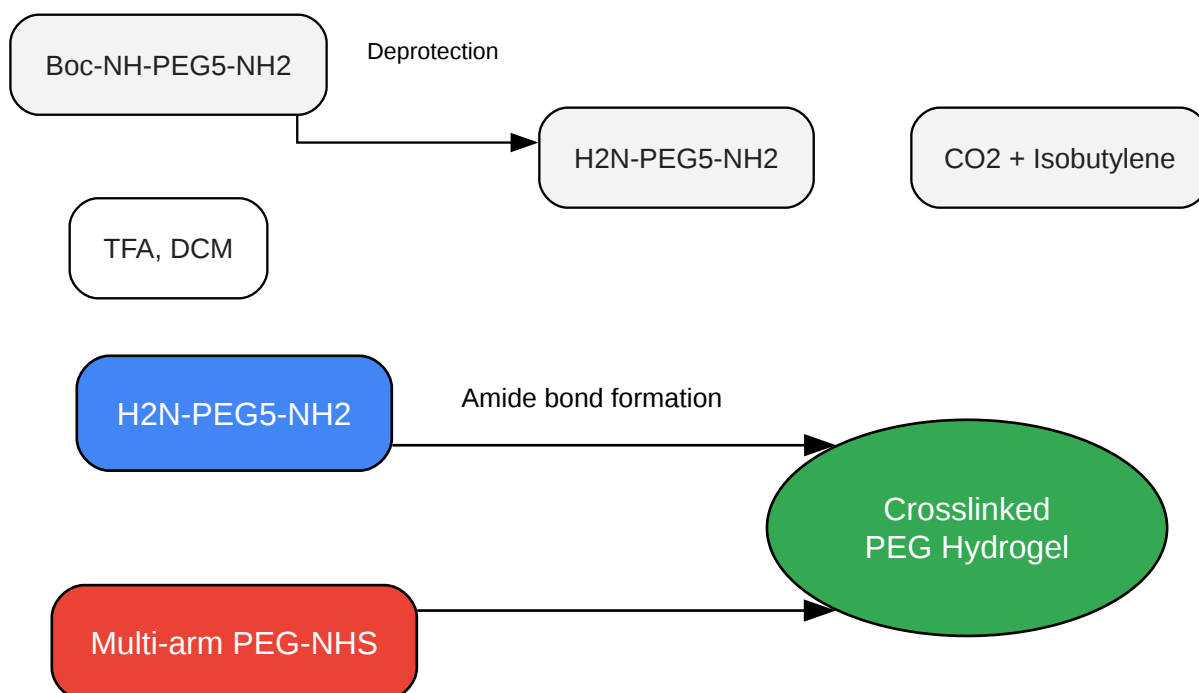 Boc-NH-PEG5-NH2
Deprotection
H2N-PEG5-NH2
CO2 + Isobutylene
TFA, DCM
H2N-PEG5-NH2
Amide bond formation
Crosslinked
PEG Hydrogel
Multi-arm PEG-NHS